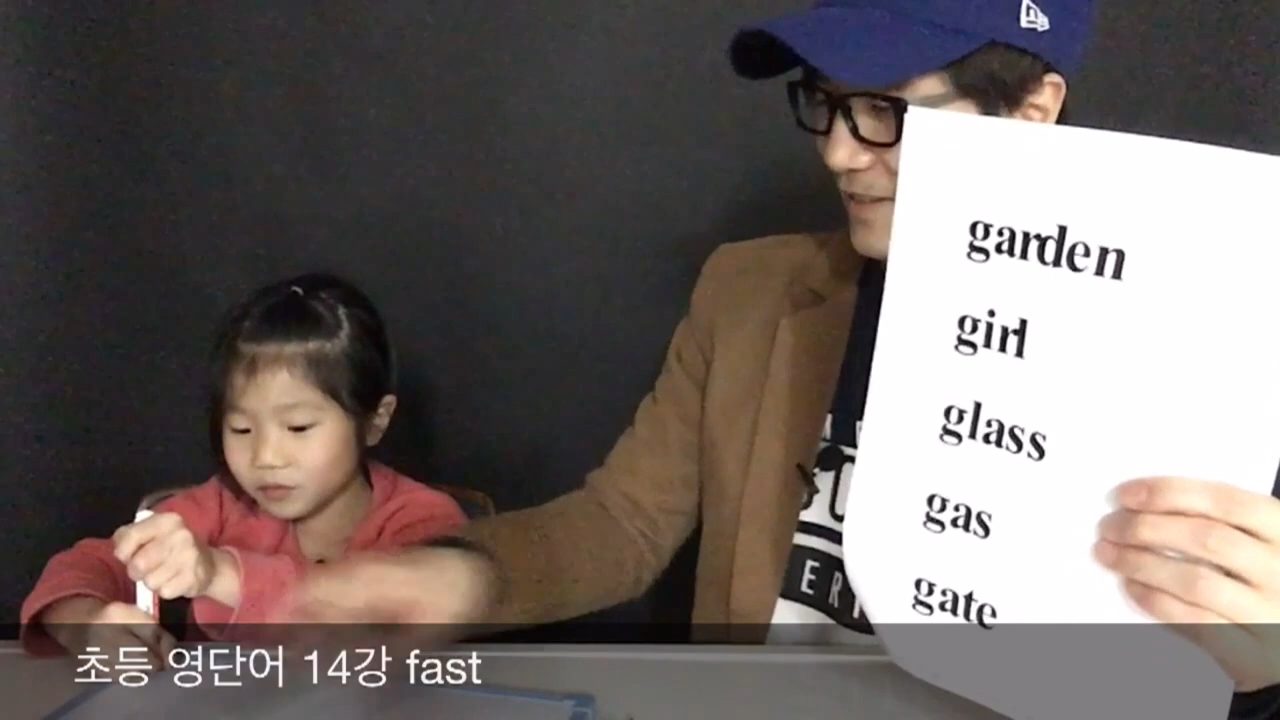 garden
girl
glass
gas
gate
초등 영단어 14강 fast